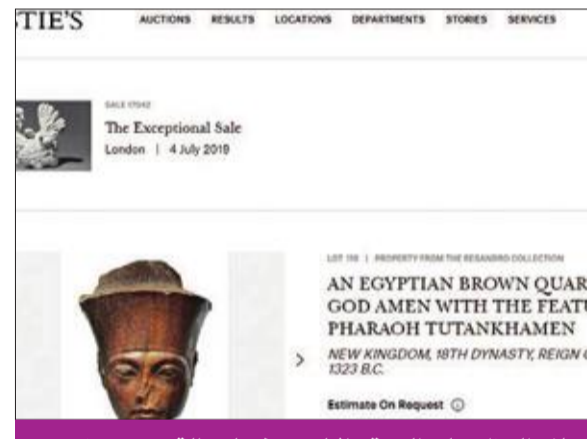 TIE'S
AUCTIONS RESULTS LOCATIONS DEPARTMENTS STORIES SERVICES
SALE 17042
The Exceptional Sale
London | 4 July 2019
LOT 110 | PROPERTY FROM THE RESANDRO COLLECTION
AN EGYPTIAN BROWN QUAR
GOD AMEN WITH THE FEATU
PHARAOH TUTANKHAMEN
NEW KINGDOM, 18TH DYNASTY, REIGN
1323 B.C.
Estimate On Request